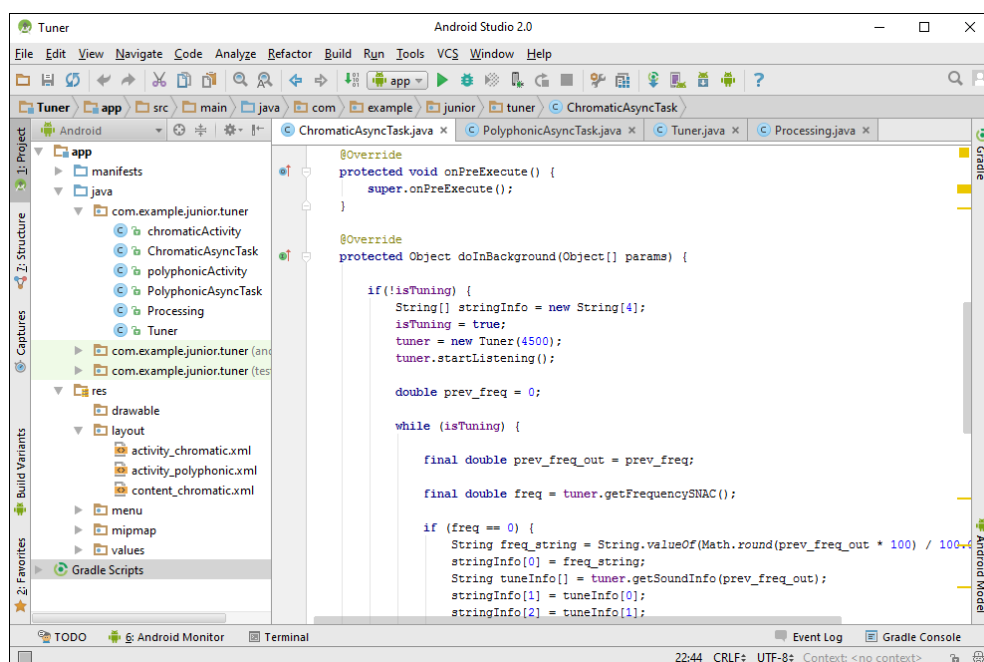 Tuner
Android Studio 2.0
File Edit View Navigate Code Analyze Refactor Build Run Tools VCS Window Help
app
Tuner app src main java com example junior tuner ChromaticAsyncTask
Android
ChromaticAsyncTask.java PolyphonicAsyncTask.java Tuner.java Processing.java
1: Project
7: Structure
Captures
Build Variants
2: Favorites
app
manifests
java
com.example.junior.tuner
chromaticActivity
ChromaticAsyncTask
polyphonicActivity
PolyphonicAsyncTask
Processing
Tuner
com.example.junior.tuner (and
com.example.junior.tuner (tes
res
drawable
layout
activity_chromatic.xml
activity_polyphonic.xml
content_chromatic.xml
menu
mipmap
values
Gradle Scripts
@Override
protected void onPreExecute() {
super.onPreExecute();
}
@Override
protected Object doInBackground(Object[] params) {
if(!isTuning) {
String[] stringInfo = new String[4];
isTuning = true;
tuner = new Tuner(4500);
tuner.startListening();
double prev_freq = 0;
while (isTuning) {
final double prev_freq_out = prev_freq;
final double freq = tuner.getFrequencySNAC();
if (freq == 0) {
String freq_string = String.valueOf(Math.round(prev_freq_out * 100) / 100.0
stringInfo[0] = freq_string;
String tuneInfo[] = tuner.getSoundInfo(prev_freq_out);
stringInfo[1] = tuneInfo[0];
stringInfo[2] = tuneInfo[1];
Gradle
Android Model
TODO 6: Android Monitor Terminal Event Log Gradle Console
22:44 CRLF UTF-8 Context: <no context>